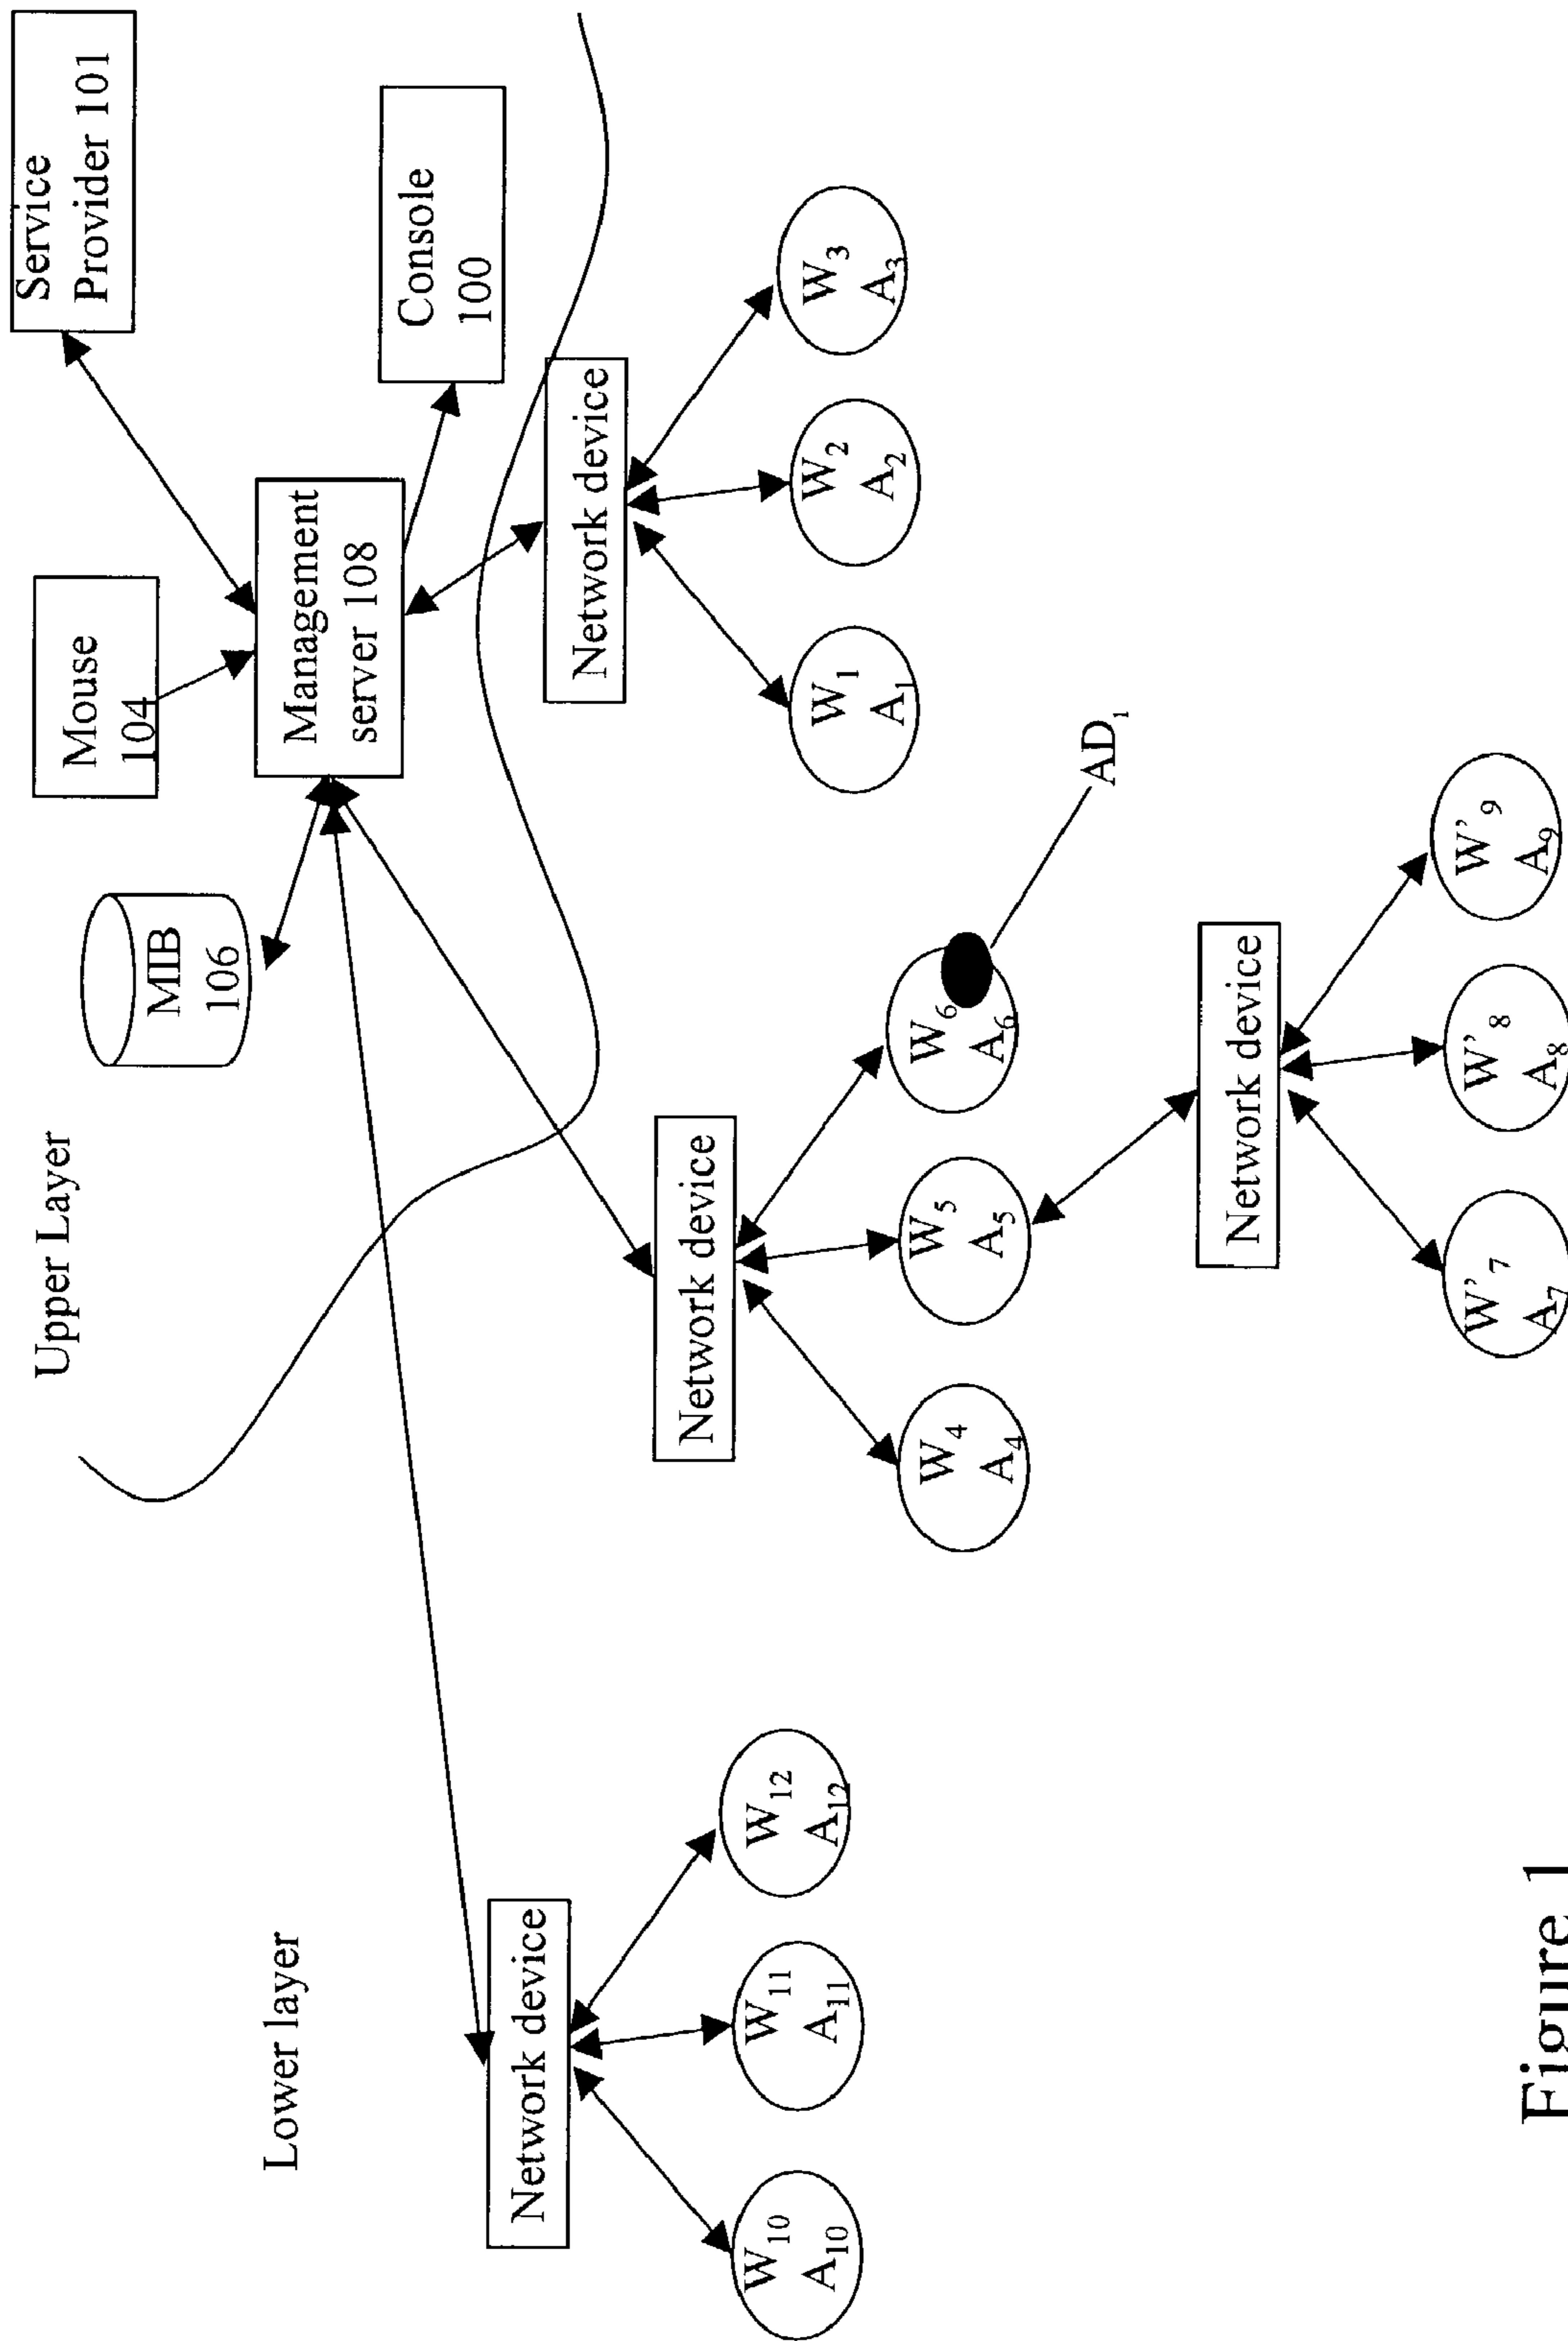 Upper Layer
Lower layer
Service
Provider 101
Mouse
104
MIB
106
Management
server 108
Console
100
Network device
W10
A10
W11
A11
W12
A12
Network device
W4
A4
W5
A5
W6
A6
AD1
Network device
W1
A1
W2
A2
W3
A3
Network device
W'7
A7
W'8
A8
W'9
A9
Figure 1